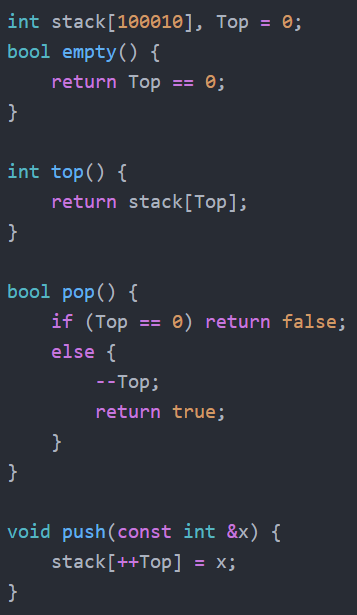 int stack[100010], Top = 0;
bool empty() {
    return Top == 0;
}

int top() {
    return stack[Top];
}

bool pop() {
    if (Top == 0) return false;
    else {
        --Top;
        return true;
    }
}

void push(const int &x) {
    stack[++Top] = x;
}